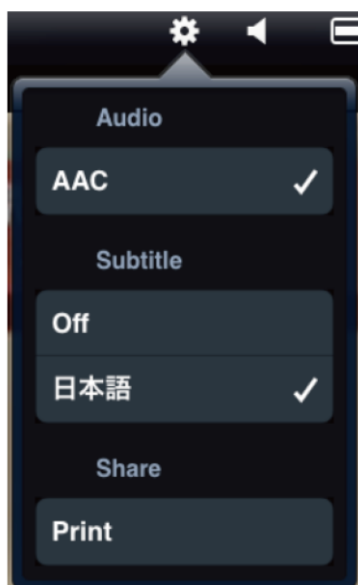 Audio
AAC
Subtitle
Off
日本語
Share
Print